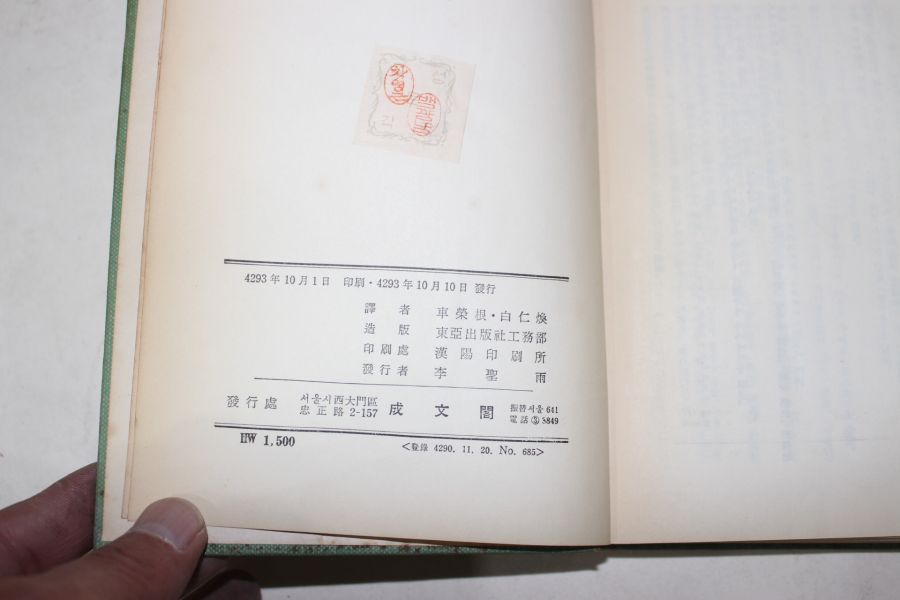 성
각
4293年 10月 1日 印刷・4293年 10月 10日 發行
譯者 車榮根・白仁煥
造版 東亞出版社工務部
印刷處 漢陽印刷所
發行者 李聖雨
發行處 서울시西大門區 忠正路 2-157 成文閣 振替서울 641 電話 ③ 8849
HW 1,500
<登錄 4290. 11. 20. No. 685>